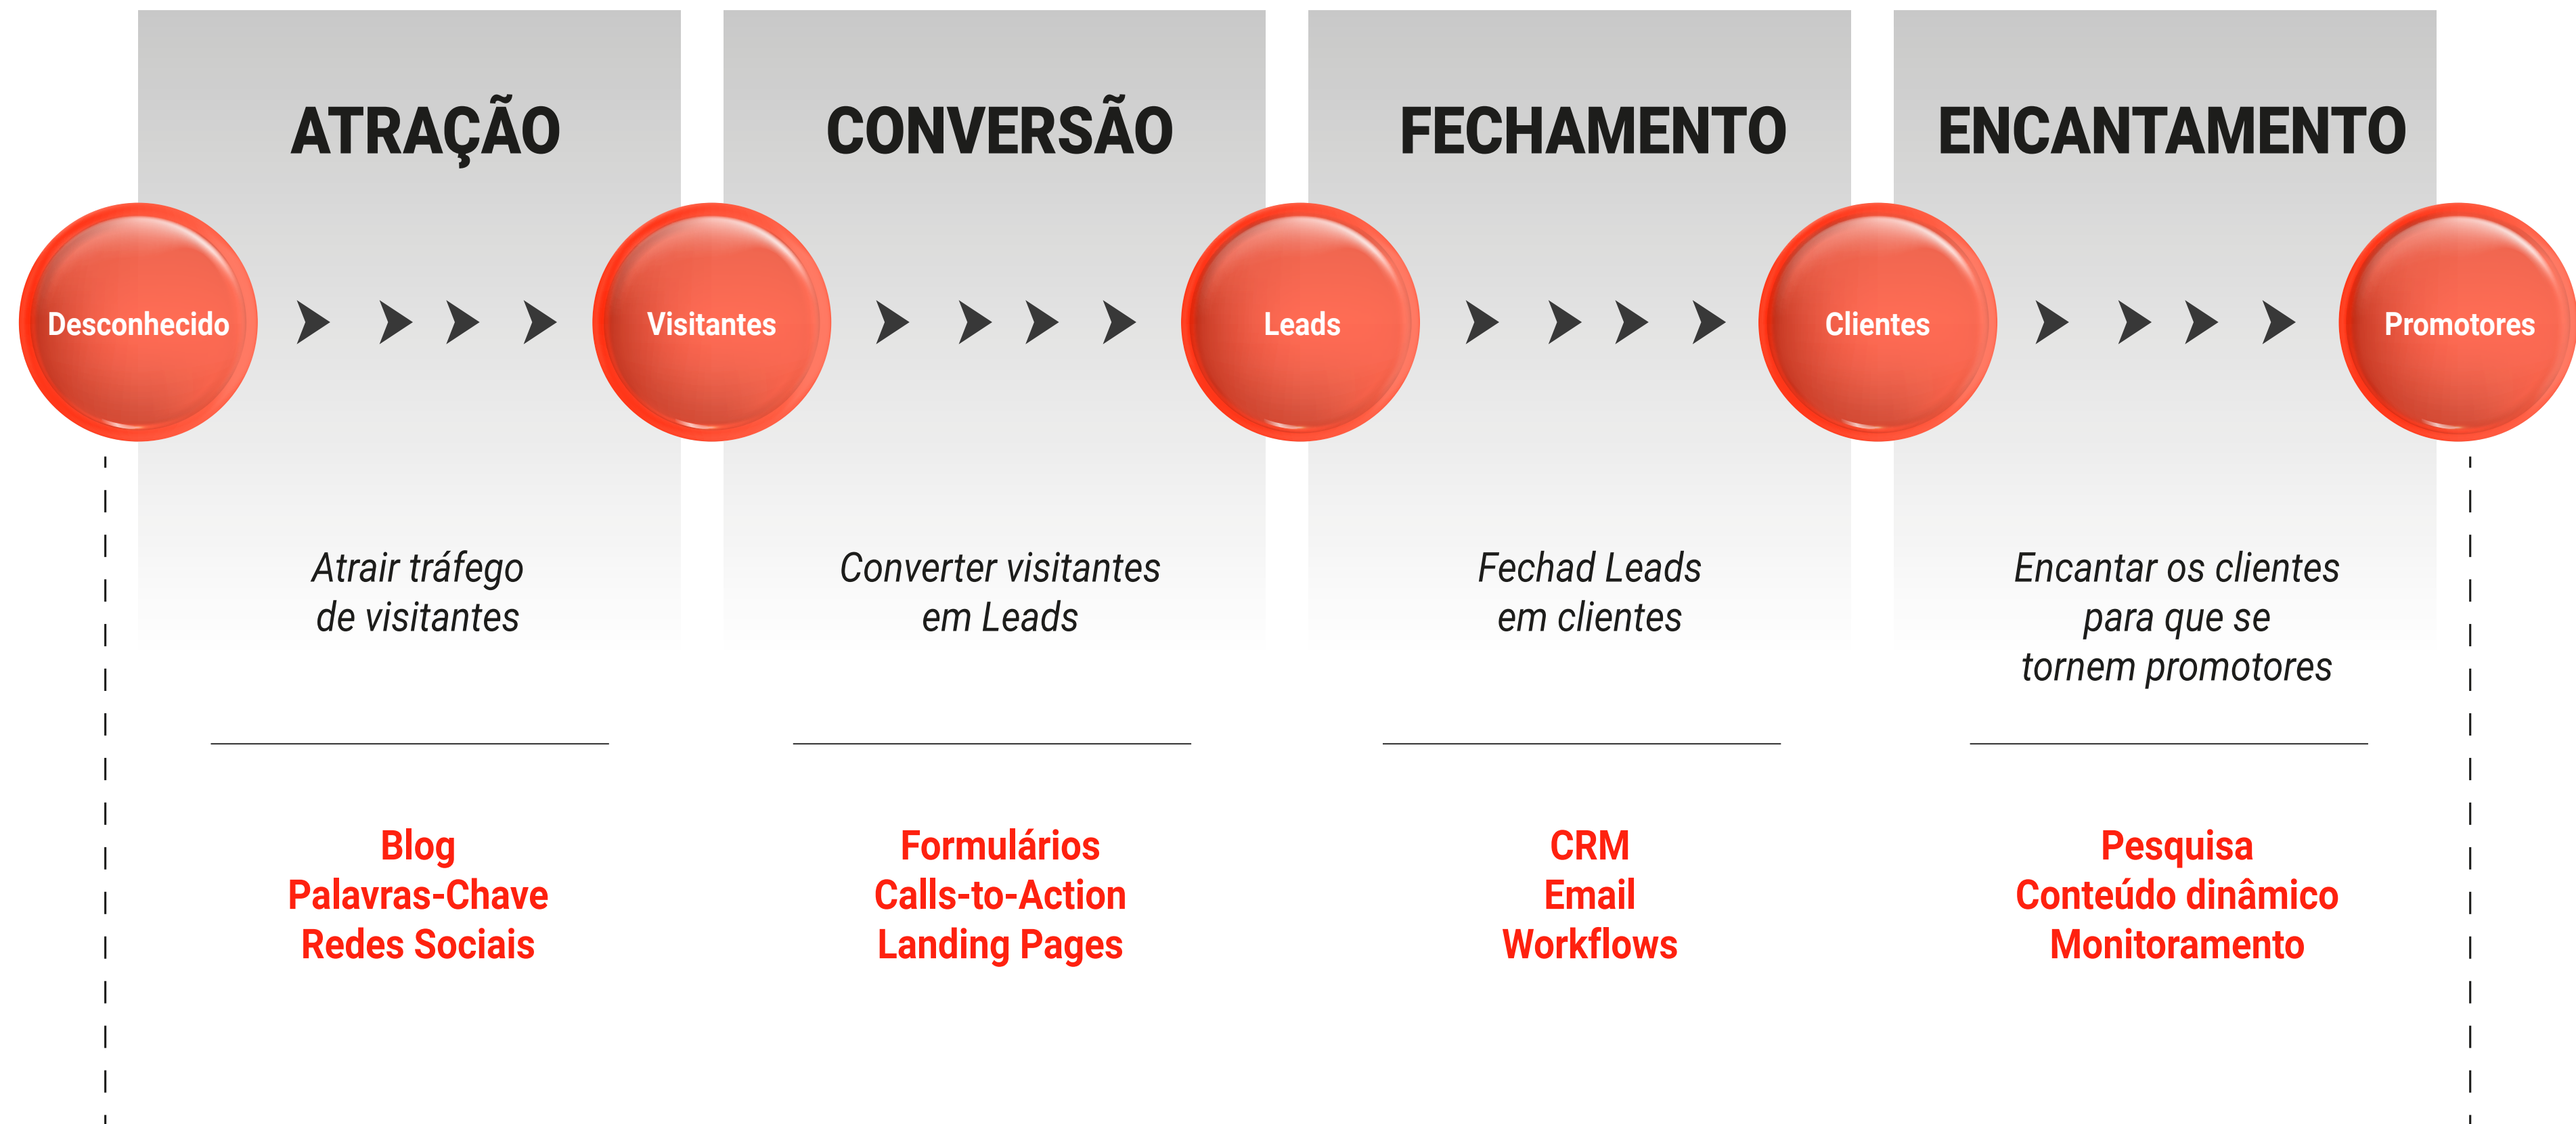 ATRAÇÃO
CONVERSÃO
FECHAMENTO
ENCANTAMENTO
Desconhecido
Visitantes
Leads
Clientes
Promotores
Atrair tráfego
de visitantes
Converter visitantes
em Leads
Fechad Leads
em clientes
Encantar os clientes
para que se
tornem promotores
Blog
Palavras-Chave
Redes Sociais
Formulários
Calls-to-Action
Landing Pages
CRM
Email
Workflows
Pesquisa
Conteúdo dinâmico
Monitoramento